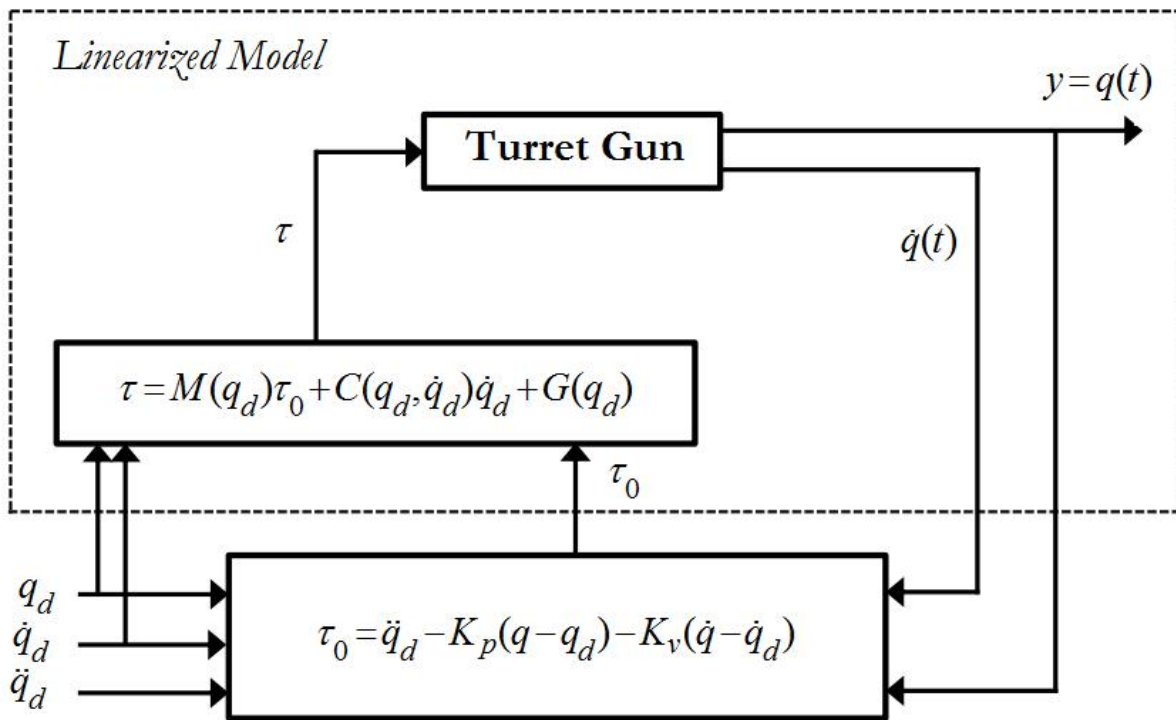 Linearized Model
y=q(t)
Turret Gun
τ
q̇(t)
τ=M(q_d)τ_0+C(q_d,q̇_d)q̇_d+G(q_d)
τ_0
q_d
q̇_d
τ_0=q̈_d−K_p(q−q_d)−K_v(q̇−q̇_d)
q̈_d